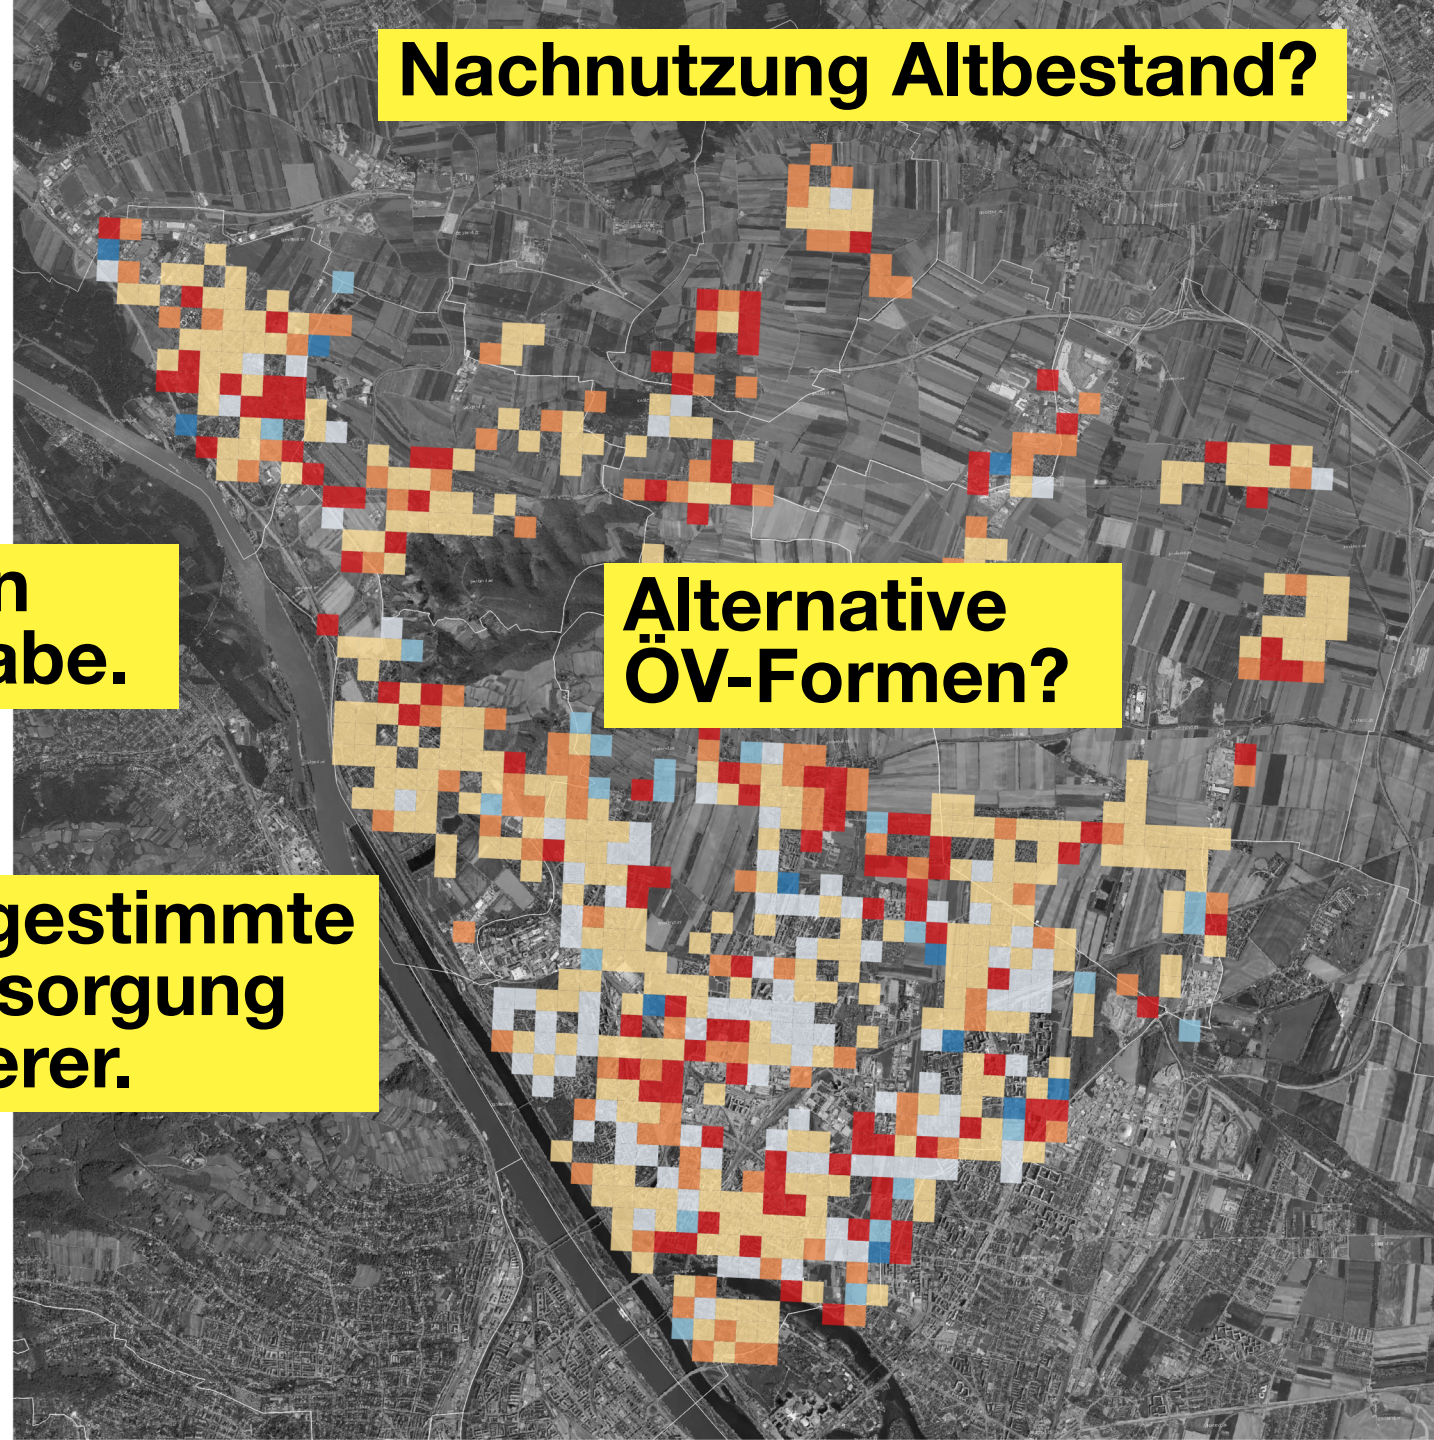 Nachnutzung Altbestand?
n
abe.
Alternative
ÖV-Formen?
gestimmte
sorgung
erer.